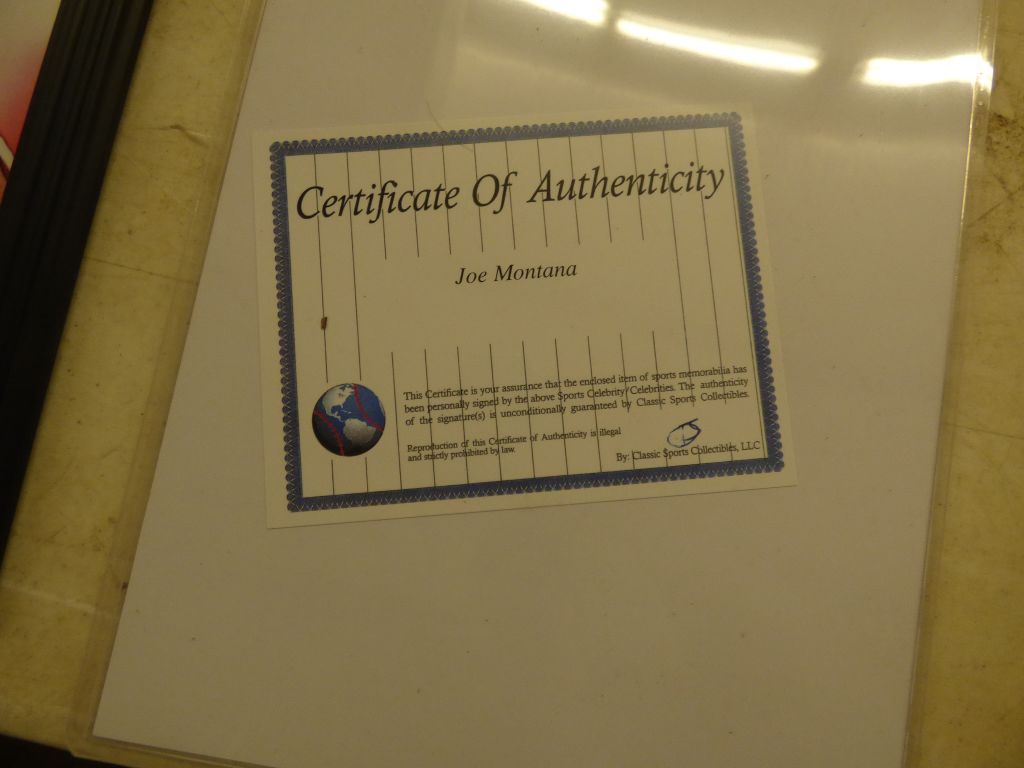 Certificate Of Authenticity
Joe Montana
This Certificate is your assurance that the enclosed item of sports memorabilia has
been personally signed by the above Sports Celebrity/Celebrities. The authenticity
of the signature(s) is unconditionally guaranteed by Classic Sports Collectibles.
Reproduction of this Certificate of Authenticity is illegal
and strictly prohibited by law.
By: Classic Sports Collectibles, LLC